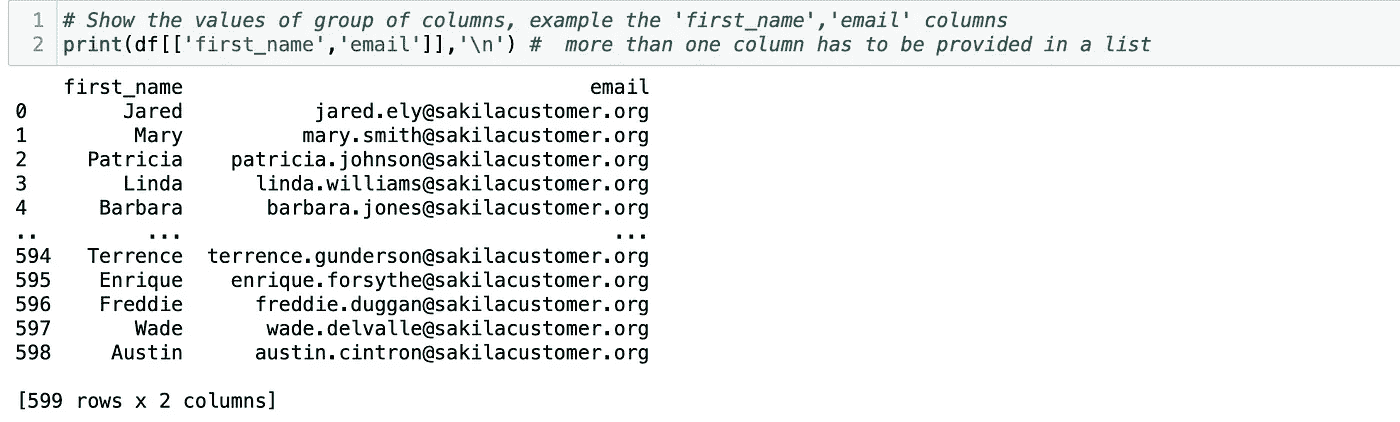 1 # Show the values of group of columns, example the 'first_name','email' columns
2 print(df[['first_name','email']],'\n') #  more than one column has to be provided in a list
first_name email
0 Jared jared.ely@sakilacustomer.org
1 Mary mary.smith@sakilacustomer.org
2 Patricia patricia.johnson@sakilacustomer.org
3 Linda linda.williams@sakilacustomer.org
4 Barbara barbara.jones@sakilacustomer.org
.. ... ...
594 Terrence terrence.gunderson@sakilacustomer.org
595 Enrique enrique.forsythe@sakilacustomer.org
596 Freddie freddie.duggan@sakilacustomer.org
597 Wade wade.delvalle@sakilacustomer.org
598 Austin austin.cintron@sakilacustomer.org
[599 rows x 2 columns]